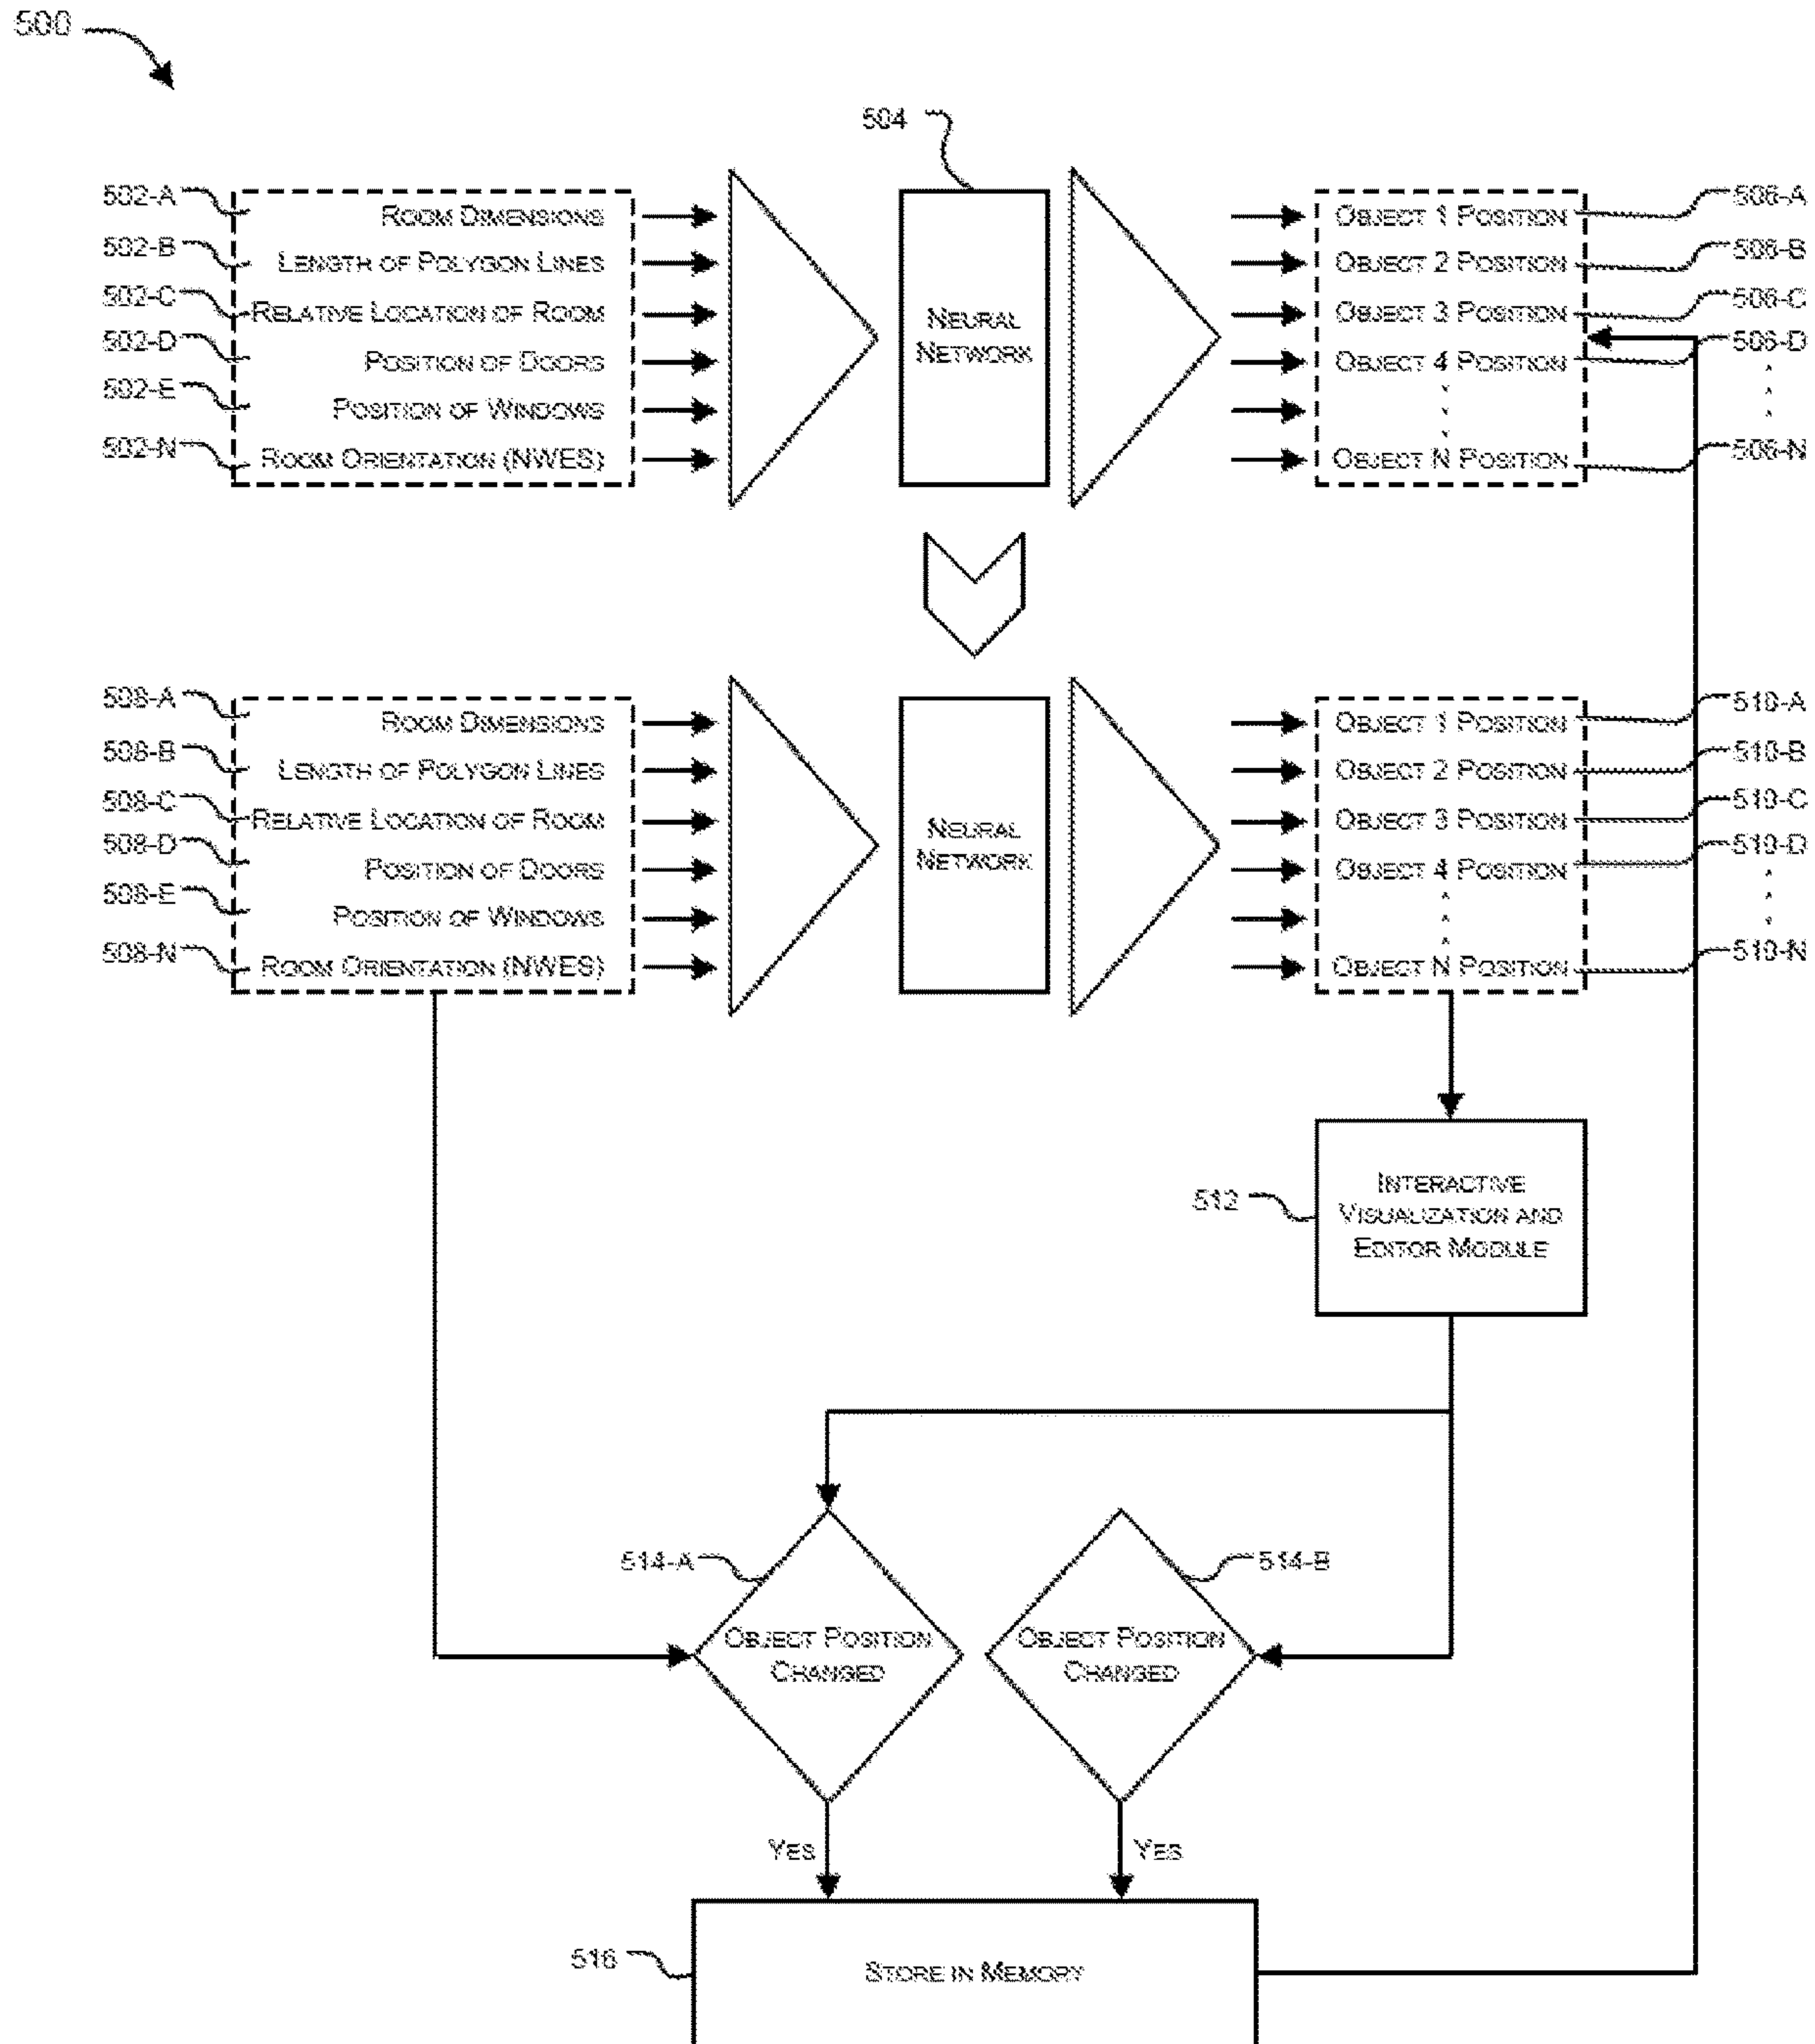 500
504
502-A
ROOM DIMENSIONS
OBJECT 1 POSITION
506-A
502-B
LENGTH OF POLYGON LINES
OBJECT 2 POSITION
506-B
502-C
RELATIVE LOCATION OF ROOM
OBJECT 3 POSITION
506-C
502-D
POSITION OF DOORS
OBJECT 4 POSITION
506-D
502-E
POSITION OF WINDOWS
502-N
ROOM ORIENTATION (NWES)
OBJECT N POSITION
506-N
NEURAL
NETWORK
508-A
ROOM DIMENSIONS
OBJECT 1 POSITION
510-A
508-B
LENGTH OF POLYGON LINES
OBJECT 2 POSITION
510-B
508-C
RELATIVE LOCATION OF ROOM
OBJECT 3 POSITION
510-C
508-D
POSITION OF DOORS
OBJECT 4 POSITION
510-D
508-E
POSITION OF WINDOWS
508-N
ROOM ORIENTATION (NWES)
OBJECT N POSITION
510-N
NEURAL
NETWORK
512
INTERACTIVE
VISUALIZATION AND
EDITOR MODULE
514-A
OBJECT POSITION
CHANGED
514-B
OBJECT POSITION
CHANGED
YES
YES
516
STORE IN MEMORY